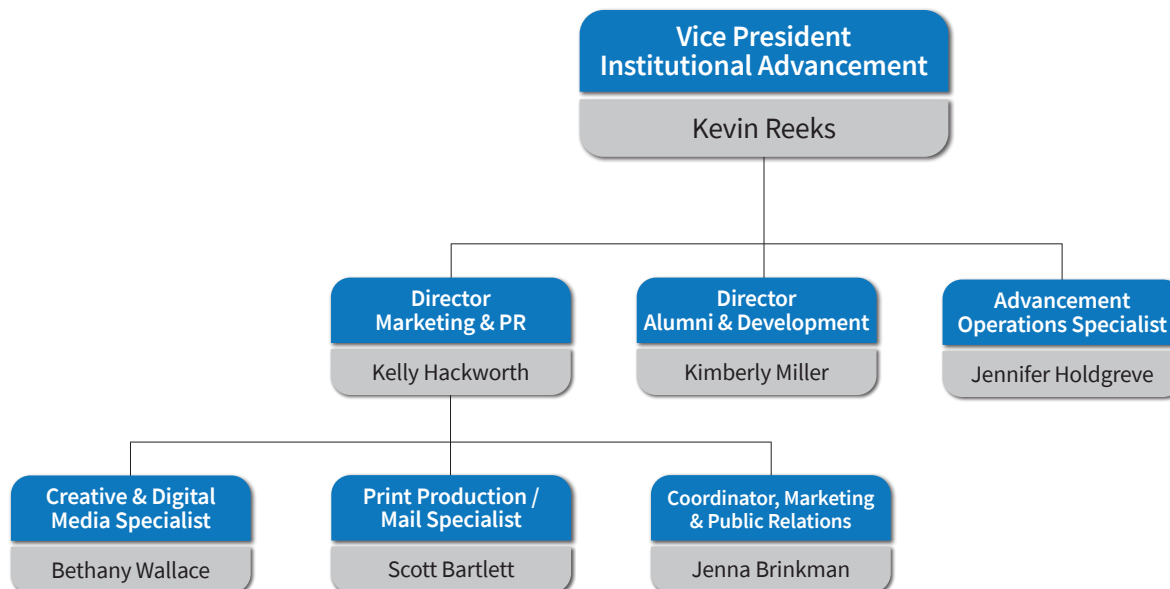 Vice President
Institutional Advancement
Kevin Reeks
Director
Marketing & PR
Kelly Hackworth
Director
Alumni & Development
Kimberly Miller
Advancement
Operations Specialist
Jennifer Holdgreve
Creative & Digital
Media Specialist
Bethany Wallace
Print Production /
Mail Specialist
Scott Bartlett
Coordinator, Marketing
& Public Relations
Jenna Brinkman